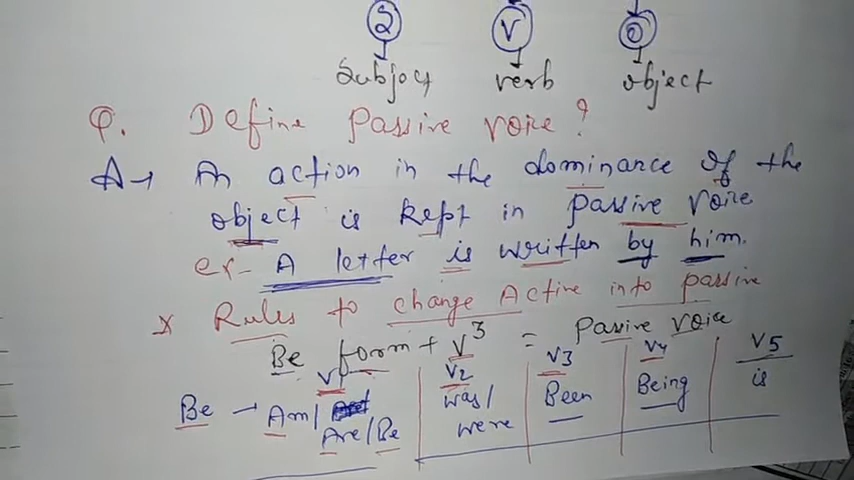 S V O
Subject verb object
Q. Define Passive voice?
A → An action in the dominance of the
object is kept in passive voice
ex- A letter is written by him.
x Rules to change Active into passive
Be form + V3 = Passive voice
V1 V2 V3 V4 V5
Be → Am/ was/ Been Being is
Are/Be were